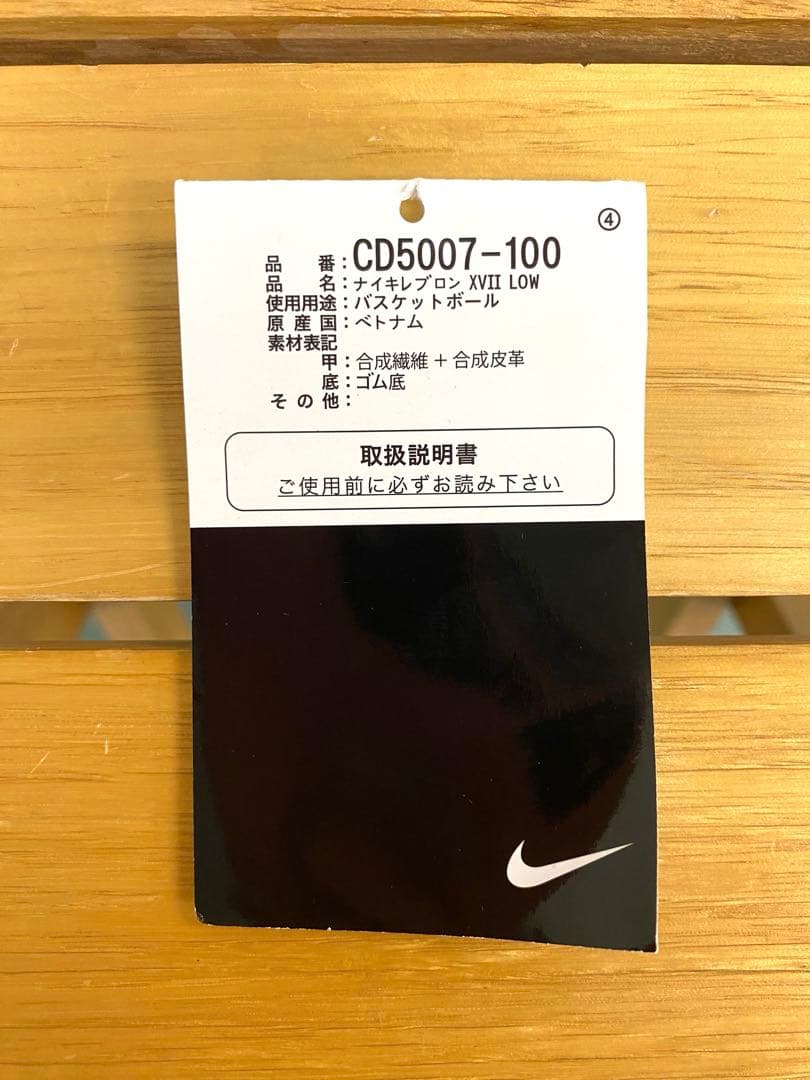 ④
品番：CD5007-100
品名：ナイキレブロン XVII LOW
使用用途：バスケットボール
原産国：ベトナム
素材表記
甲：合成繊維＋合成皮革
底：ゴム底
その他：
取扱説明書
ご使用前に必ずお読み下さい